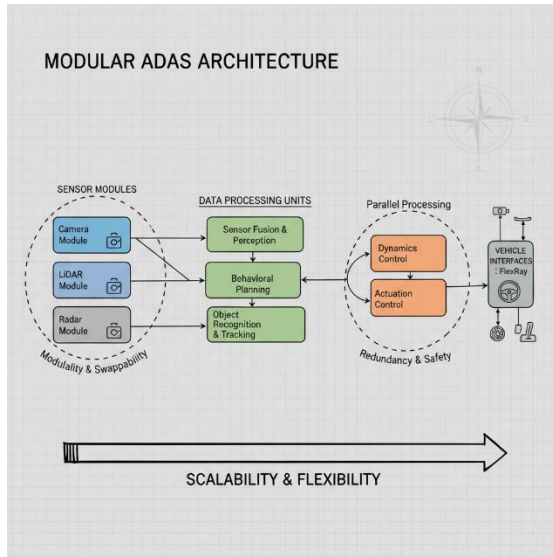 MODULAR ADAS ARCHITECTURE
N
SENSOR MODULES
DATA PROCESSING UNITS
Parallel Processing
Camera
Module
LiDAR
Module
Radar
Module
Modularity & Swappability
Sensor Fusion &
Perception
Behavioral
Planning
Object
Recognition
& Tracking
Dynamics
Control
Actuation
Control
Redundancy & Safety
VEHICLE
INTERFACES
: FlexRay
SCALABILITY & FLEXIBILITY